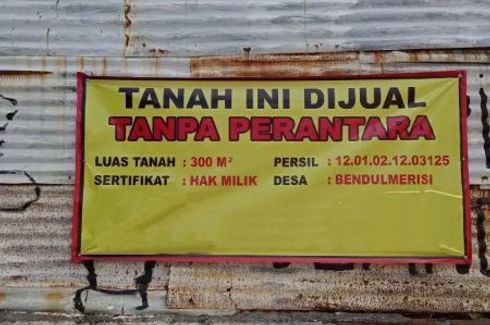 TANAH INI DIJUAL
TANPA PERANTARA
LUAS TANAH : 300 M² PERSIL : 12.01.02.12.03125
SERTIFIKAT : HAK MILIK DESA : BENDULMERISI